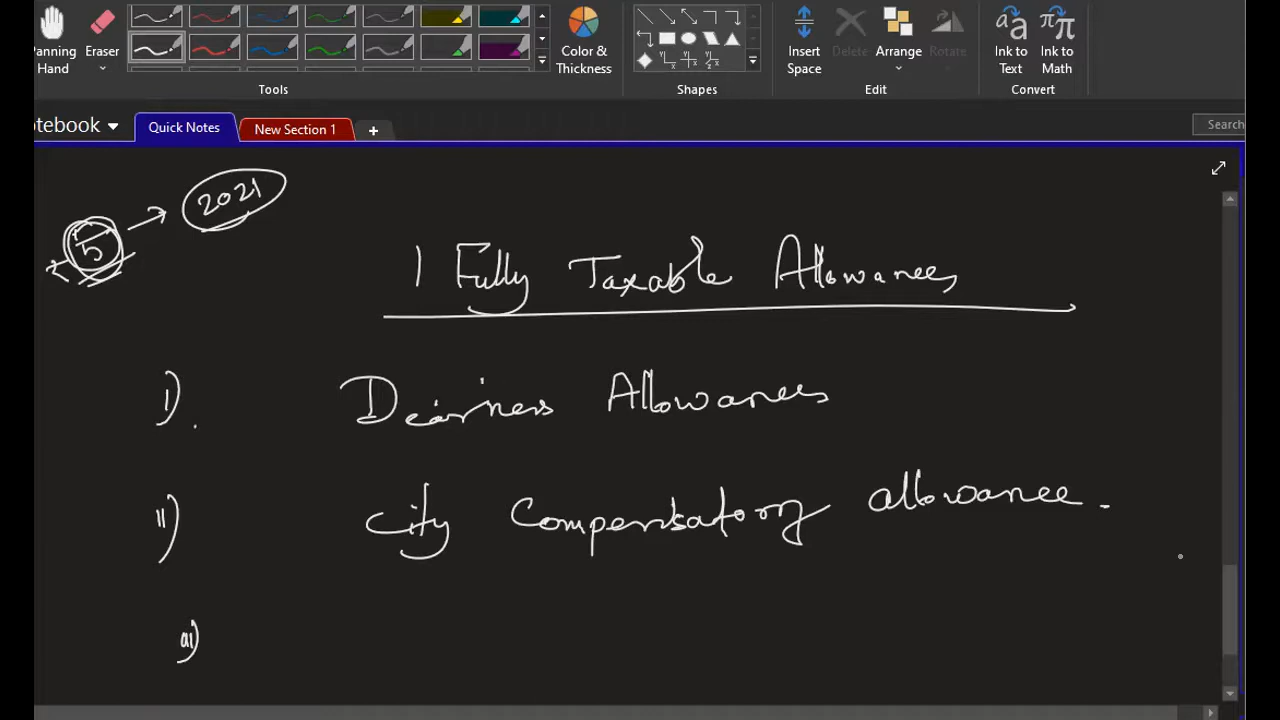 Panning
Hand
Eraser
Color &
Thickness
Insert
Space
Delete
Arrange
Rotate
Ink to
Text
Ink to
Math
Tools
Shapes
Edit
Convert
otebook
Quick Notes
New Section 1
+
Search
2021
5
1 Fully Taxable Allowances
i). Dearness Allowances
ii) City Compensatory allowance.